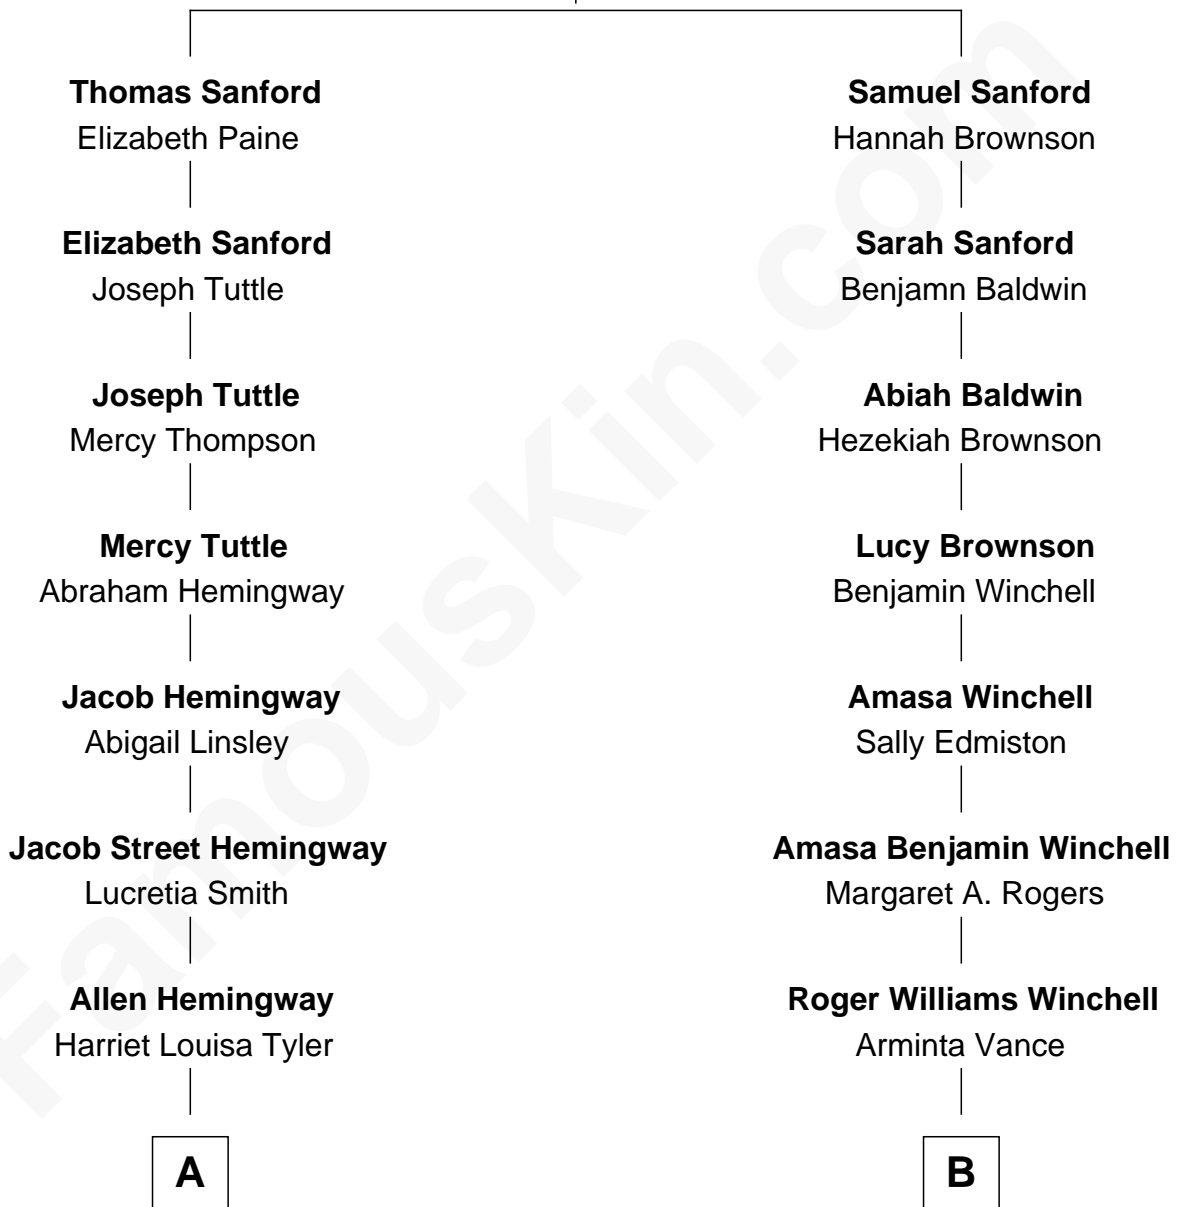 Thomas Sanford
Elizabeth Paine
Elizabeth Sanford
Joseph Tuttle
Joseph Tuttle
Mercy Thompson
Mercy Tuttle
Abraham Hemingway
Jacob Hemingway
Abigail Linsley
Jacob Street Hemingway
Lucretia Smith
Allen Hemingway
Harriet Louisa Tyler
A
Samuel Sanford
Hannah Brownson
Sarah Sanford
Benjamn Baldwin
Abiah Baldwin
Hezekiah Brownson
Lucy Brownson
Benjamin Winchell
Amasa Winchell
Sally Edmiston
Amasa Benjamin Winchell
Margaret A. Rogers
Roger Williams Winchell
Arminta Vance
B
FamousKin.com